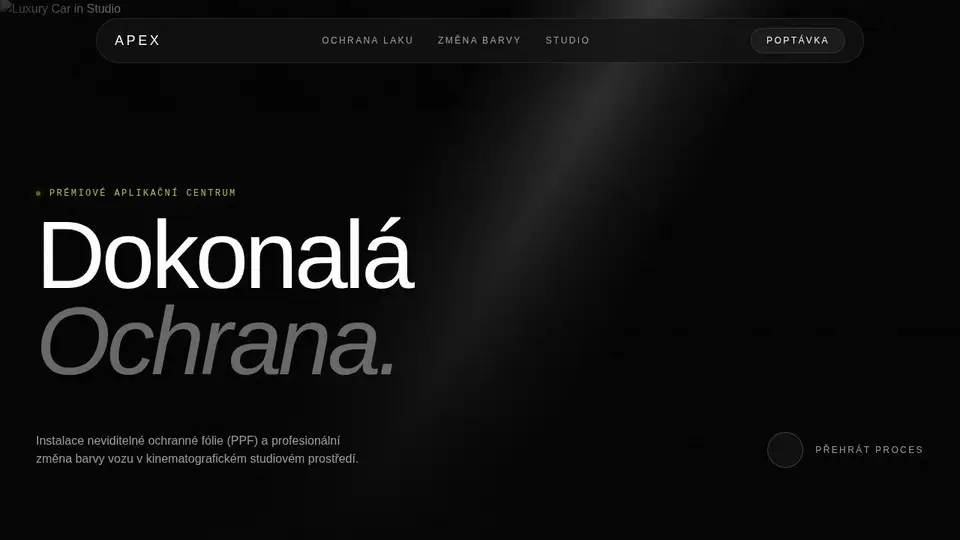 Luxury Car in Studio
APEX
OCHRANA LAKU
ZMĚNA BARVY
STUDIO
POPTÁVKA
PRÉMIOVÉ APLIKAČNÍ CENTRUM
Dokonalá
Ochrana.
Instalace neviditelné ochranné fólie (PPF) a profesionální
změna barvy vozu v kinematografickém studiovém prostředí.
PŘEHRÁT PROCES